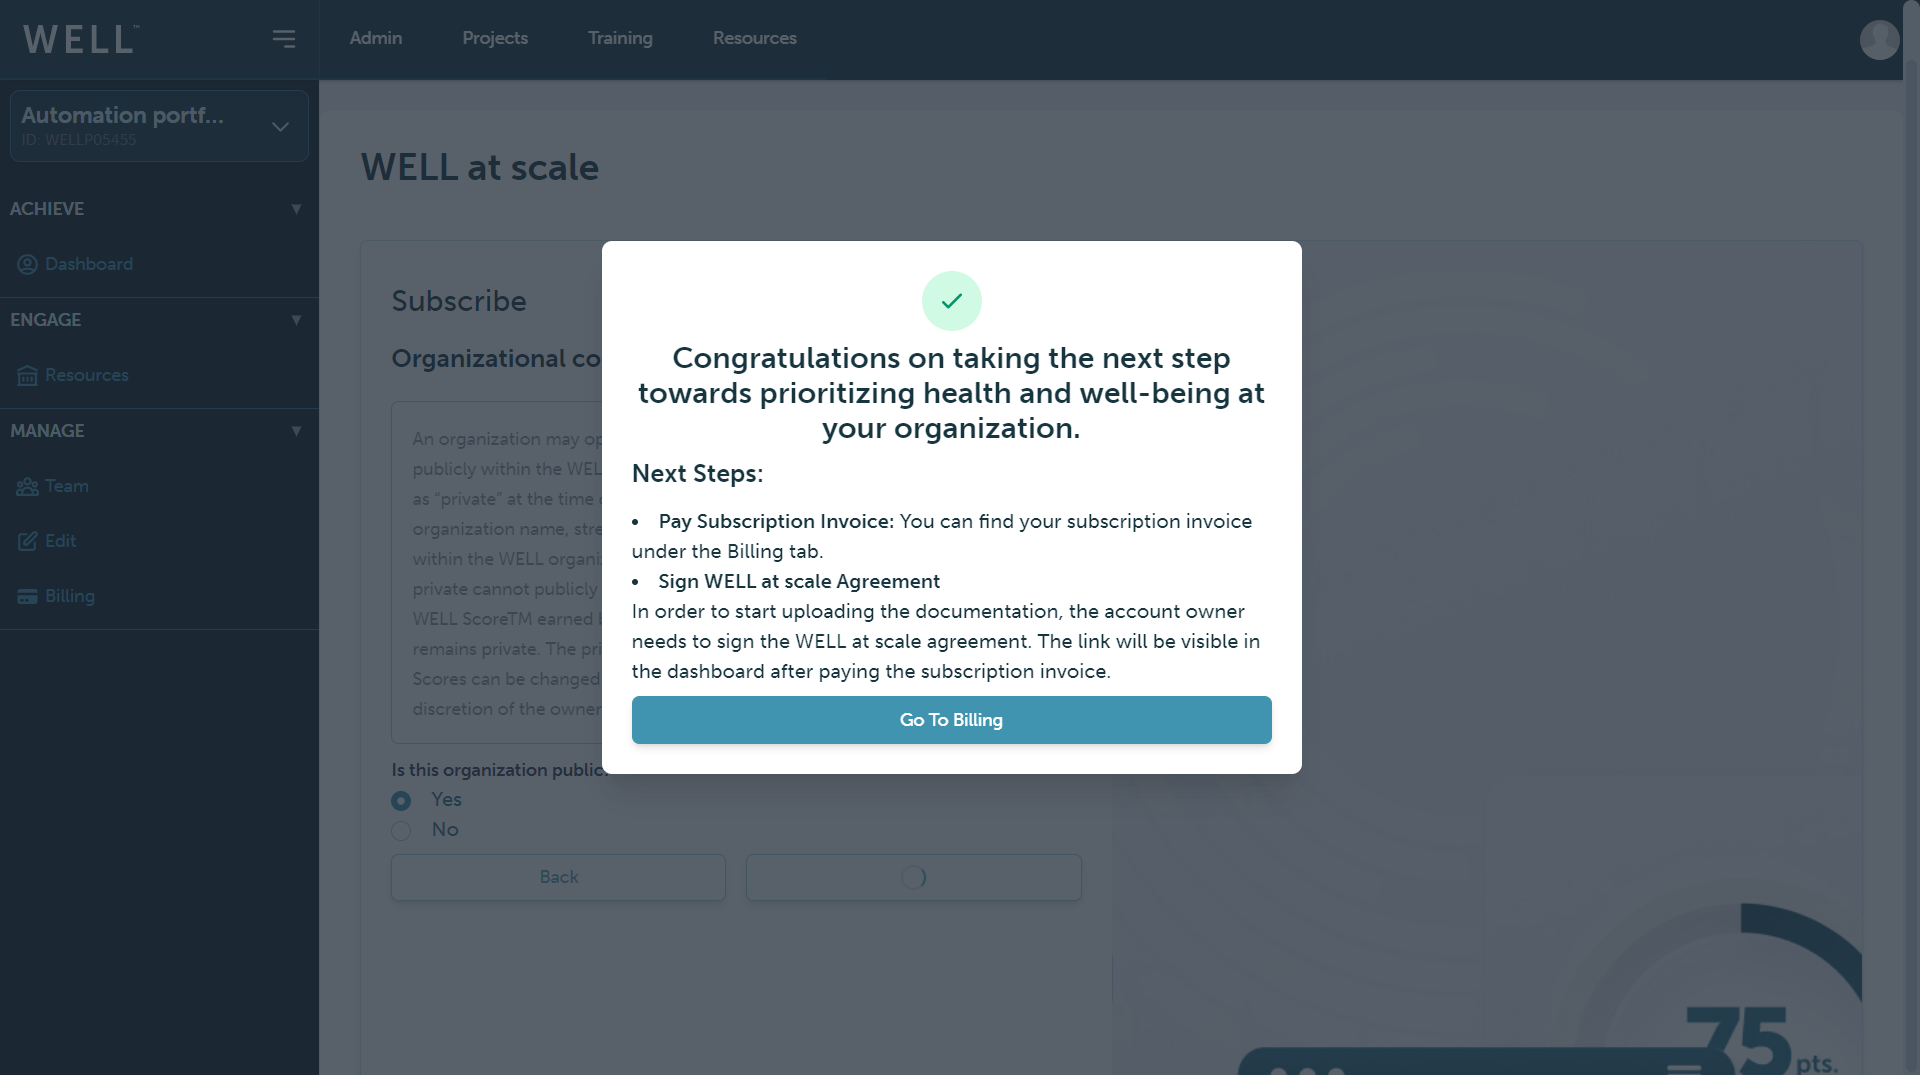 WELL™
Admin
Projects
Training
Resources
Automation portf...
ID: WELLP05455
ACHIEVE
Dashboard
ENGAGE
Resources
MANAGE
Team
Edit
Billing
WELL at scale
Subscribe
Organizational co
An organization may op
publicly within the WEL
as “private” at the time
organization name, stre
within the WELL organi
private cannot publicly
WELL ScoreTM earned
remains private. The pri
Scores can be changed
discretion of the owner
Is this organization public?
Yes
No
Back
Congratulations on taking the next step
towards prioritizing health and well-being at
your organization.
Next Steps:
• Pay Subscription Invoice: You can find your subscription invoice
under the Billing tab.
• Sign WELL at scale Agreement
In order to start uploading the documentation, the account owner
needs to sign the WELL at scale agreement. The link will be visible in
the dashboard after paying the subscription invoice.
Go To Billing
75 pts.